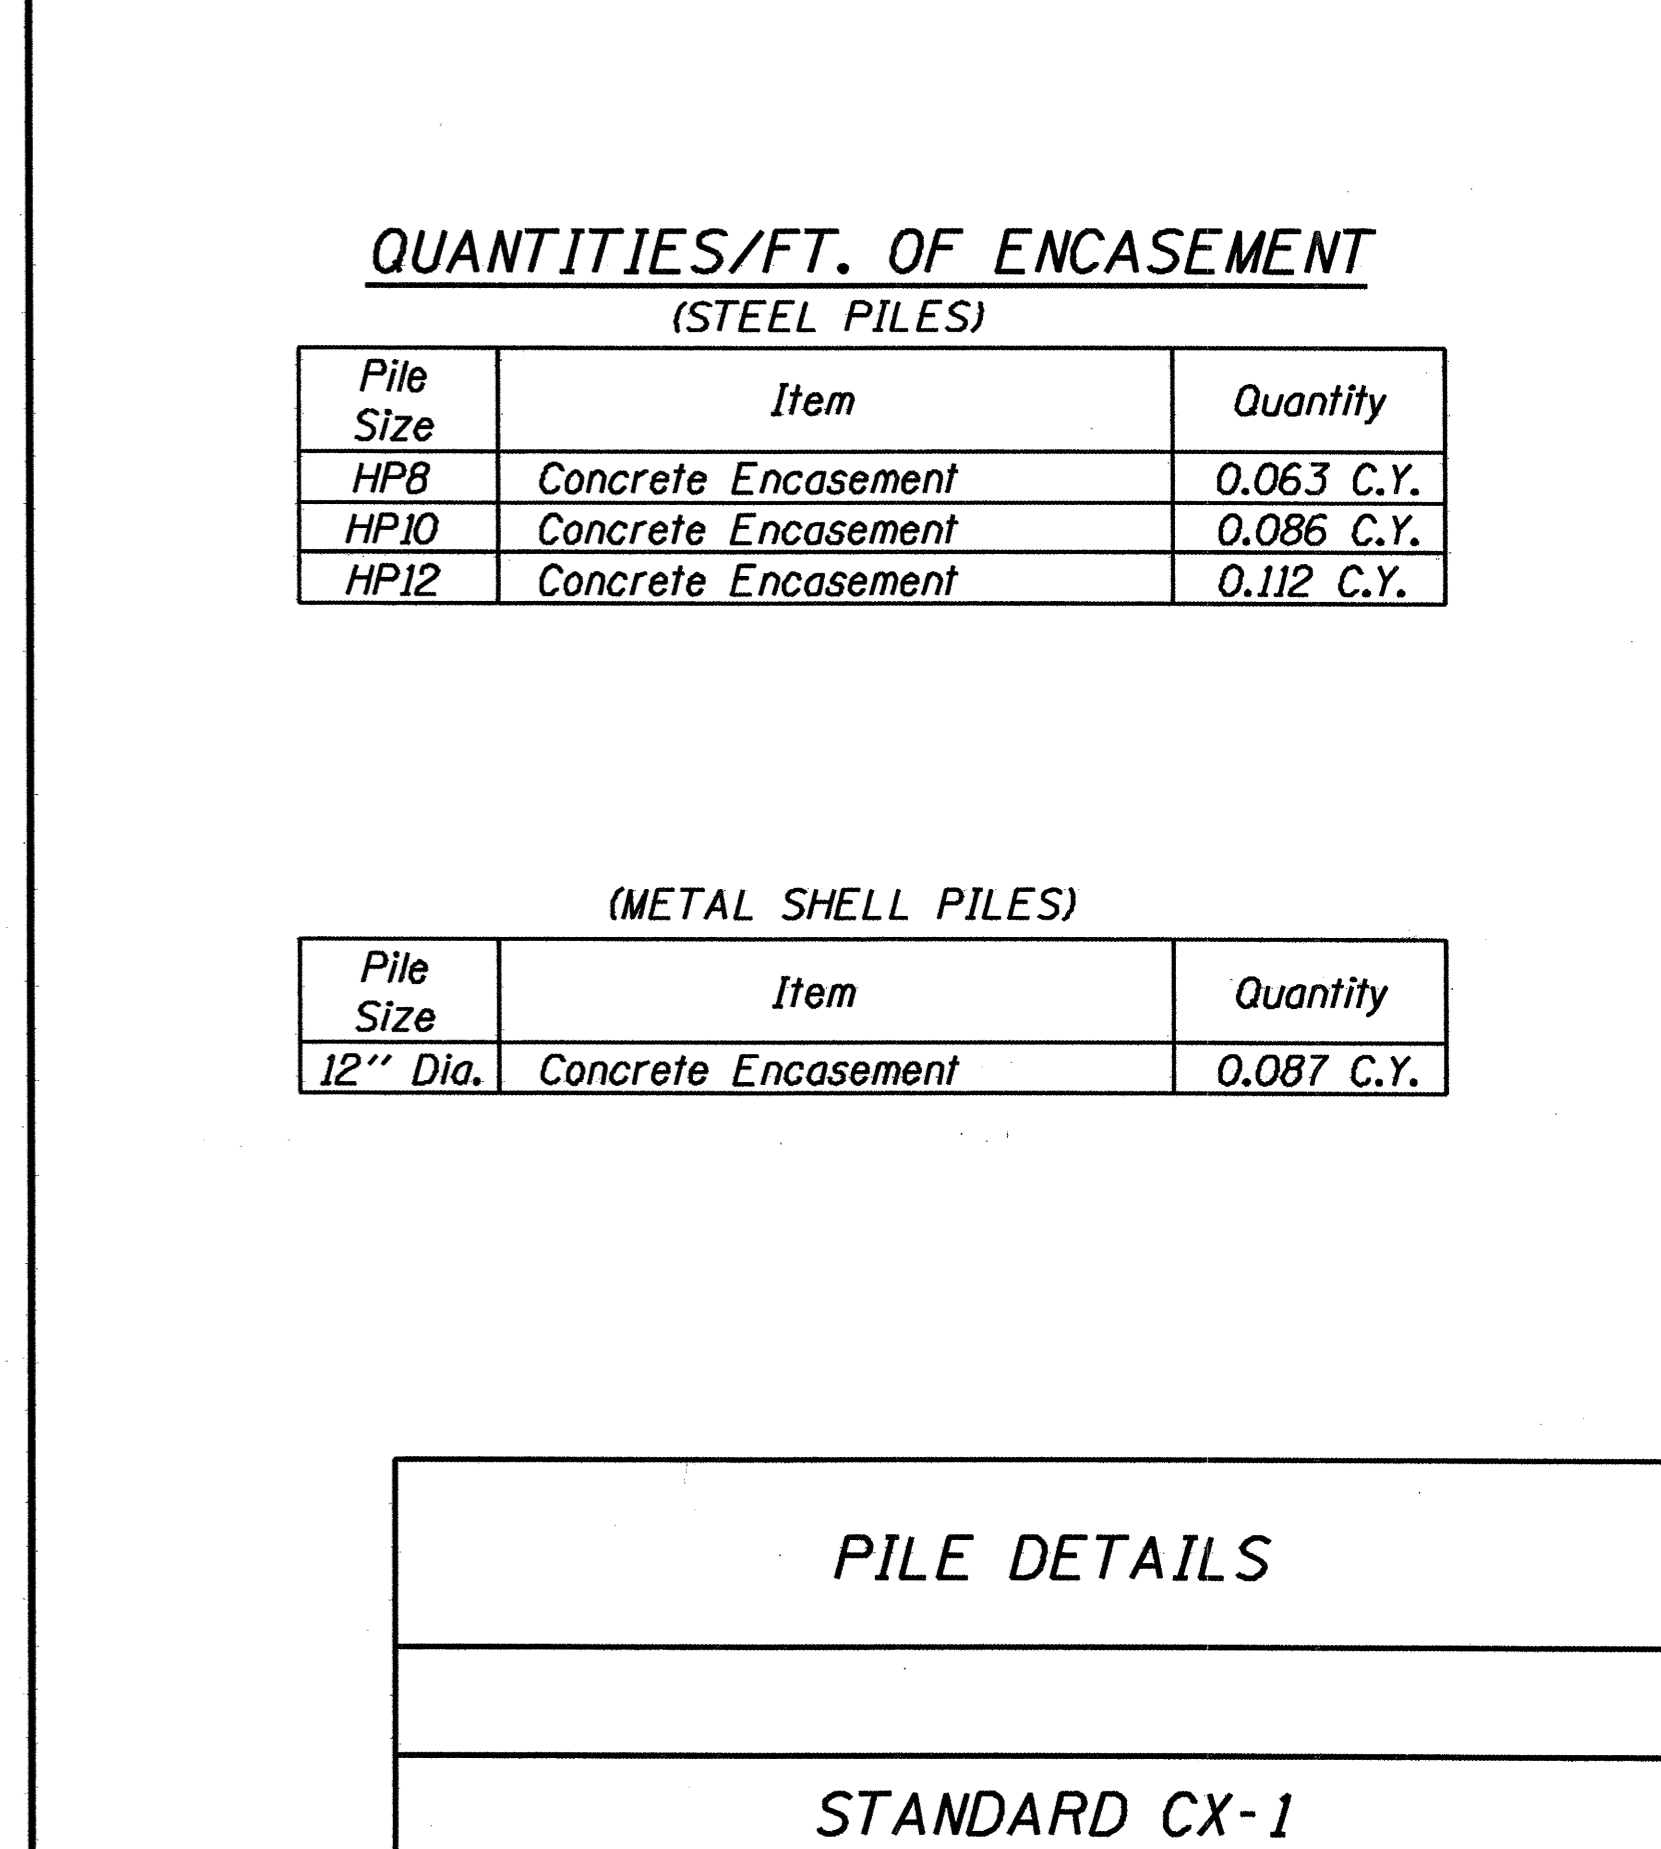 QUANTITIES/FT. OF ENCASEMENT
(STEEL PILES)
Pile Size Item Quantity
HP8 Concrete Encasement 0.063 C.Y.
HP10 Concrete Encasement 0.086 C.Y.
HP12 Concrete Encasement 0.112 C.Y.
(METAL SHELL PILES)
Pile Size Item Quantity
12" Dia. Concrete Encasement 0.087 C.Y.
PILE DETAILS
STANDARD CX-1